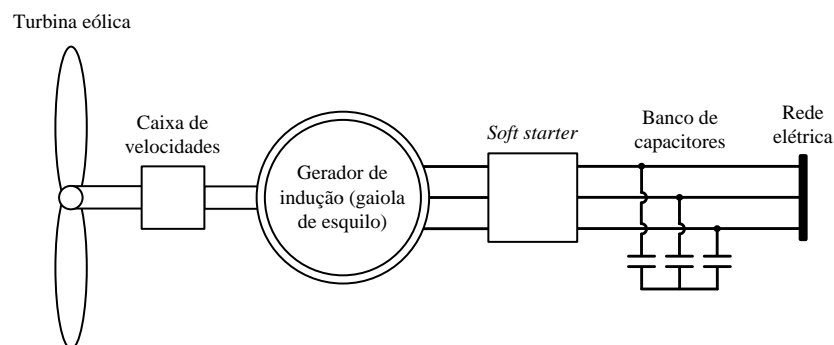 Turbina eólica
Caixa de
velocidades
Gerador de
indução (gaiola
de esquilo)
Soft starter
Banco de
capacitores
Rede
elétrica